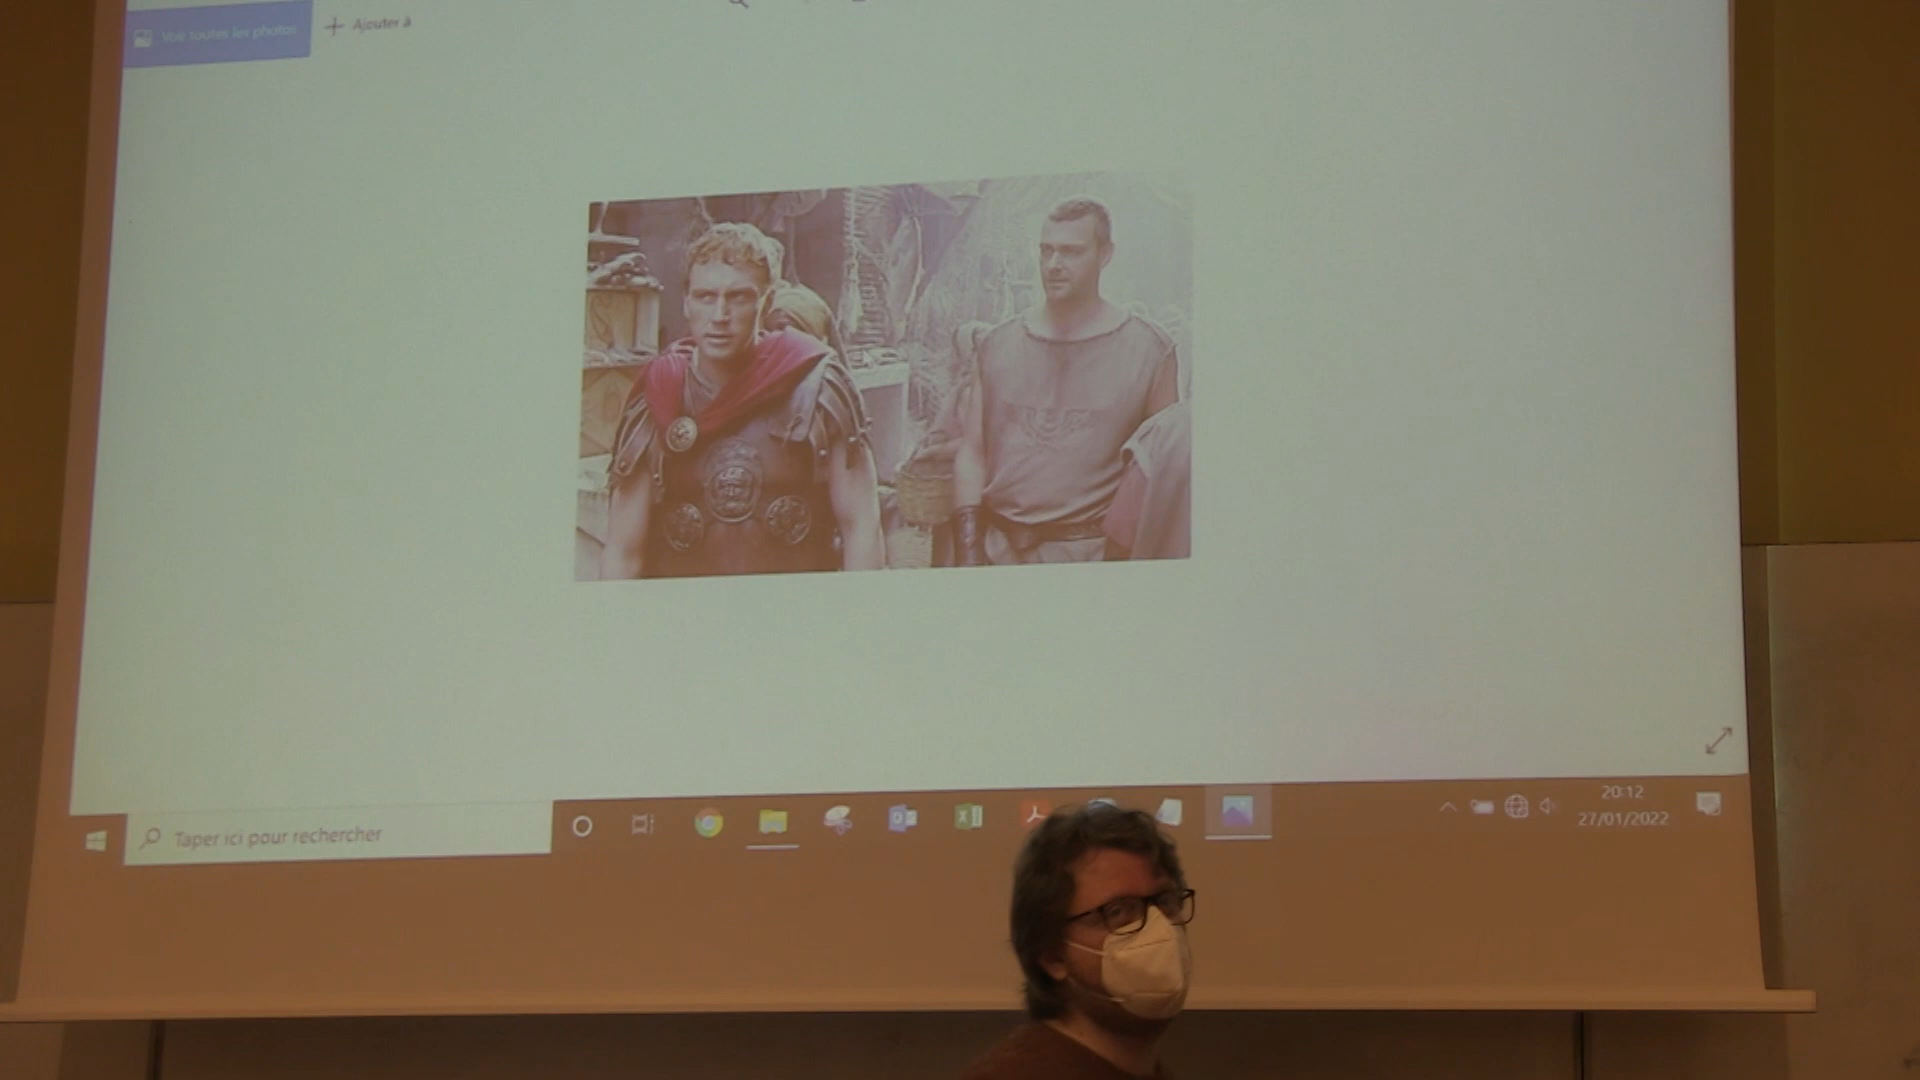 Voir toutes les photos
Ajouter à
Taper ici pour rechercher
20:12
27/01/2022